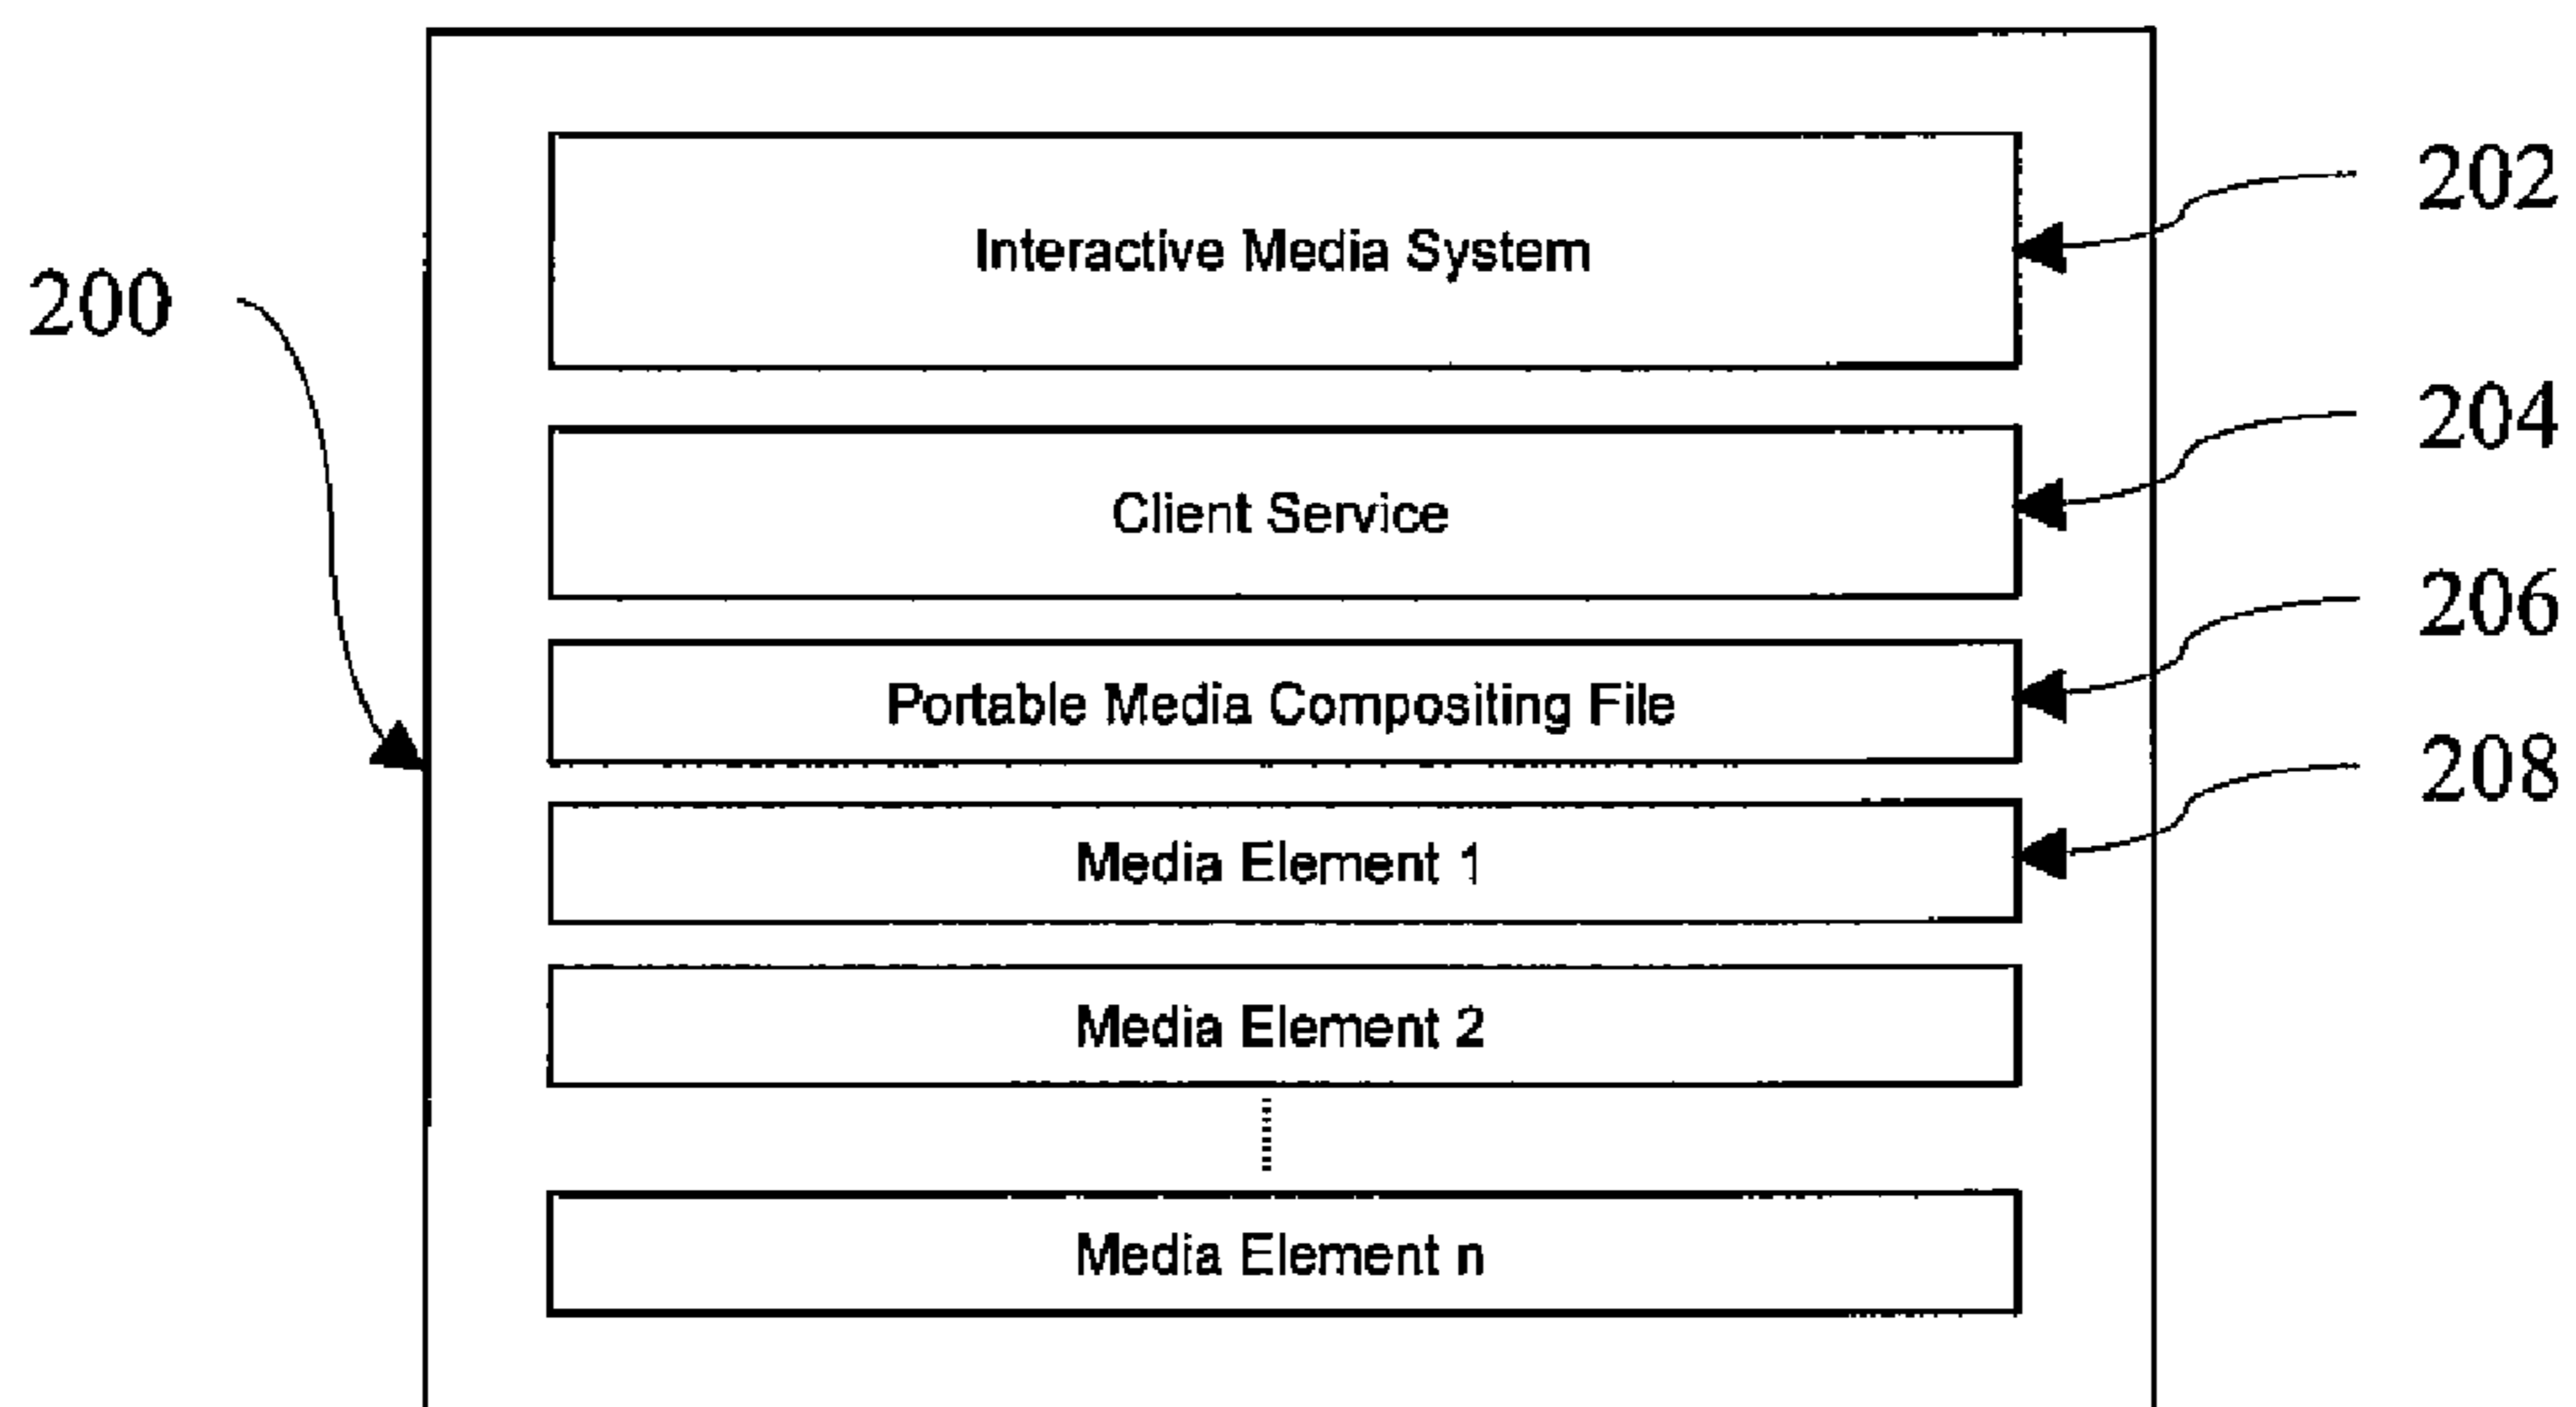 Interactive Media System
202
200
Client Service
204
Portable Media Compositing File
206
Media Element 1
208
Media Element 2
Media Element n